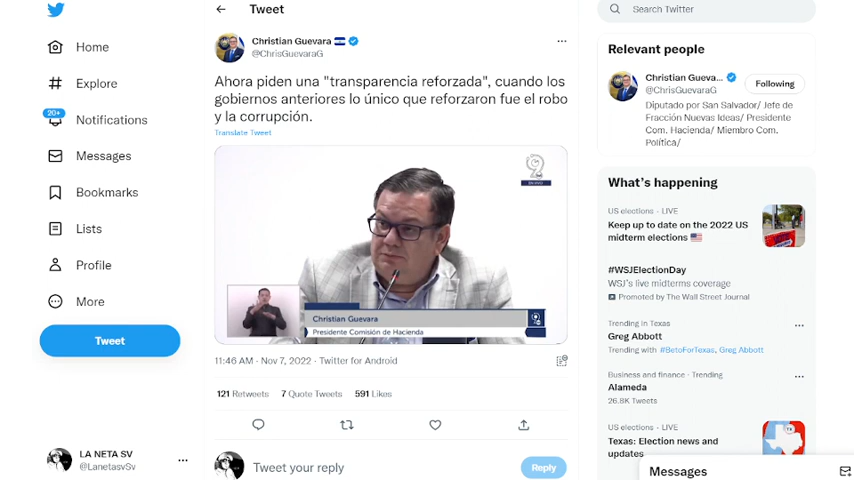 Tweet
Search Twitter
Home
Explore
20+
Notifications
Messages
Bookmarks
Lists
Profile
More
Tweet
LA NETA SV
@LanetasvSv
Christian Guevara
@ChrisGuevaraG
Ahora piden una "transparencia reforzada", cuando los
gobiernos anteriores lo único que reforzaron fue el robo
y la corrupción.
Translate Tweet
Christian Guevara
Presidente Comisión de Hacienda
11:46 AM · Nov 7, 2022 · Twitter for Android
121 Retweets 7 Quote Tweets 591 Likes
Tweet your reply
Reply
Relevant people
Christian Gueva...
@ChrisGuevaraG
Following
Diputado por San Salvador/ Jefe de
Fracción Nuevas Ideas/ Presidente
Com. Hacienda/ Miembro Com.
Política/
What's happening
US elections · LIVE
Keep up to date on the 2022 US
midterm elections
#WSJElectionDay
WSJ's live midterms coverage
Promoted by The Wall Street Journal
Trending in Texas
Greg Abbott
Trending with #BetoForTexas, Greg Abbott
Business and finance · Trending
Alameda
26.8K Tweets
US elections · LIVE
Texas: Election news and
updates
Messages